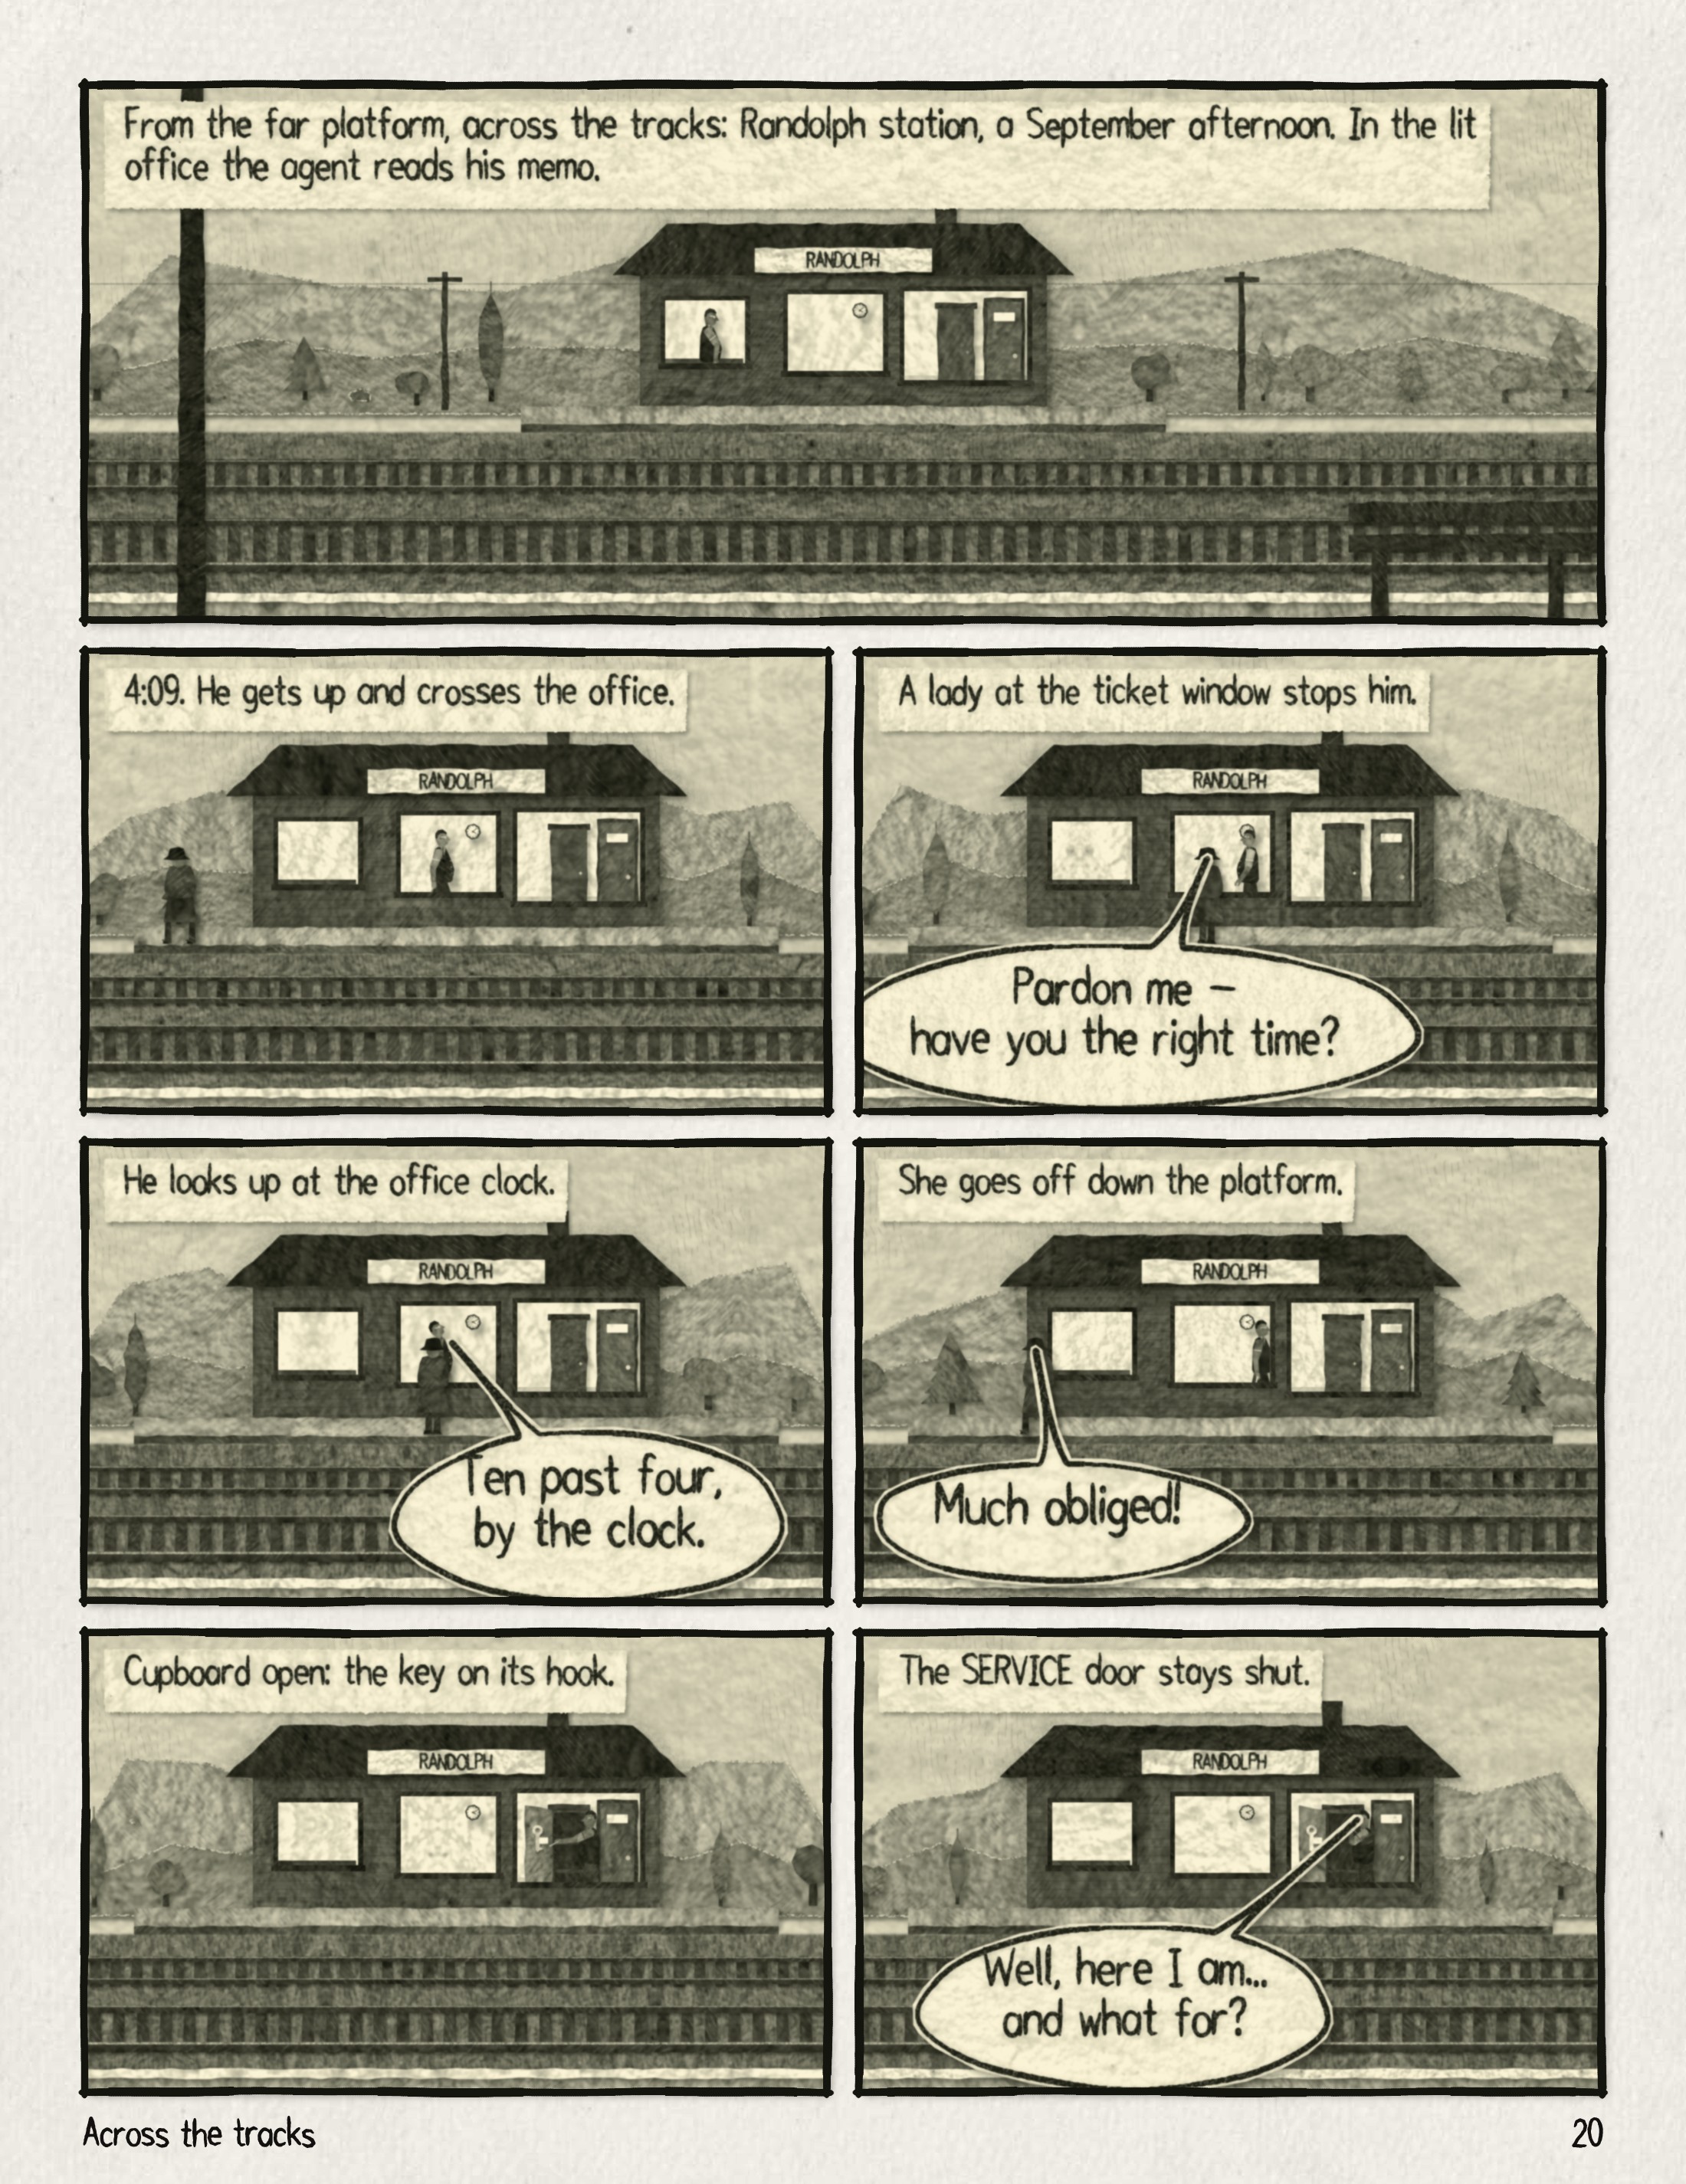 From the far platform, across the tracks: Randolph station, a September afternoon. In the lit
office the agent reads his memo.
RANDOLPH
4:09. He gets up and crosses the office.
RANDOLPH
A lady at the ticket window stops him.
RANDOLPH
Pardon me –
have you the right time?
He looks up at the office clock.
RANDOLPH
Ten past four,
by the clock.
She goes off down the platform.
RANDOLPH
Much obliged!
Cupboard open: the key on its hook.
RANDOLPH
The SERVICE door stays shut.
RANDOLPH
Well, here I am...
and what for?
Across the tracks
20